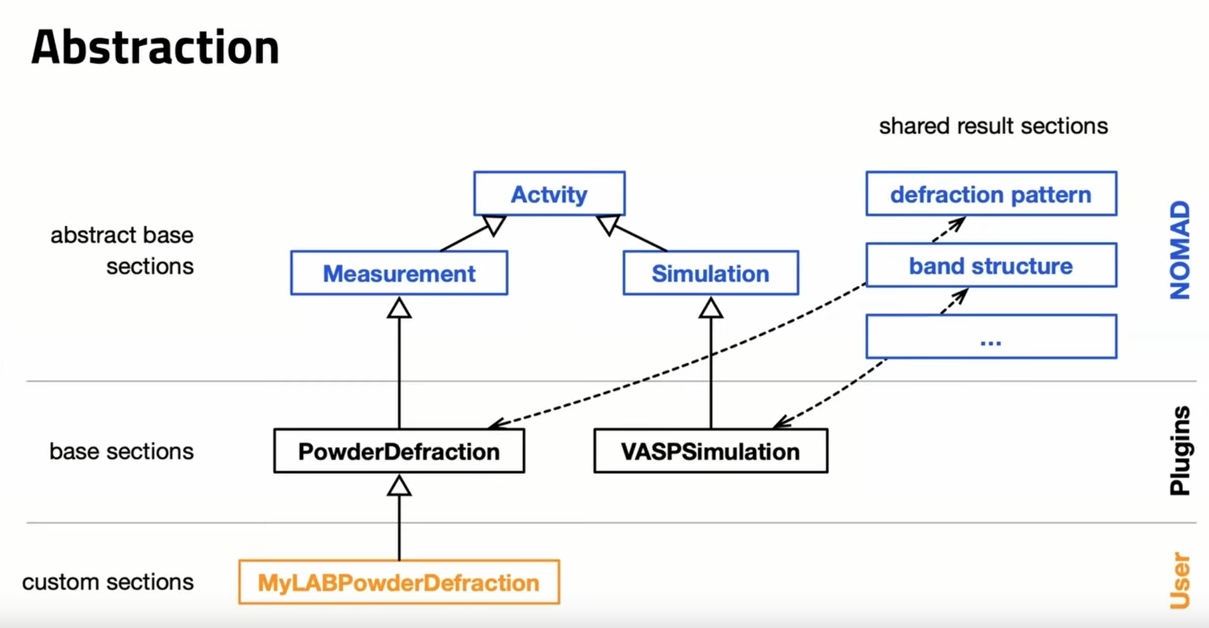 Abstraction
shared result sections
Actvity
defraction pattern
abstract base
sections
Measurement
Simulation
band structure
...
NOMAD
base sections
PowderDefraction
VASPSimulation
Plugins
custom sections
MyLABPowderDefraction
User